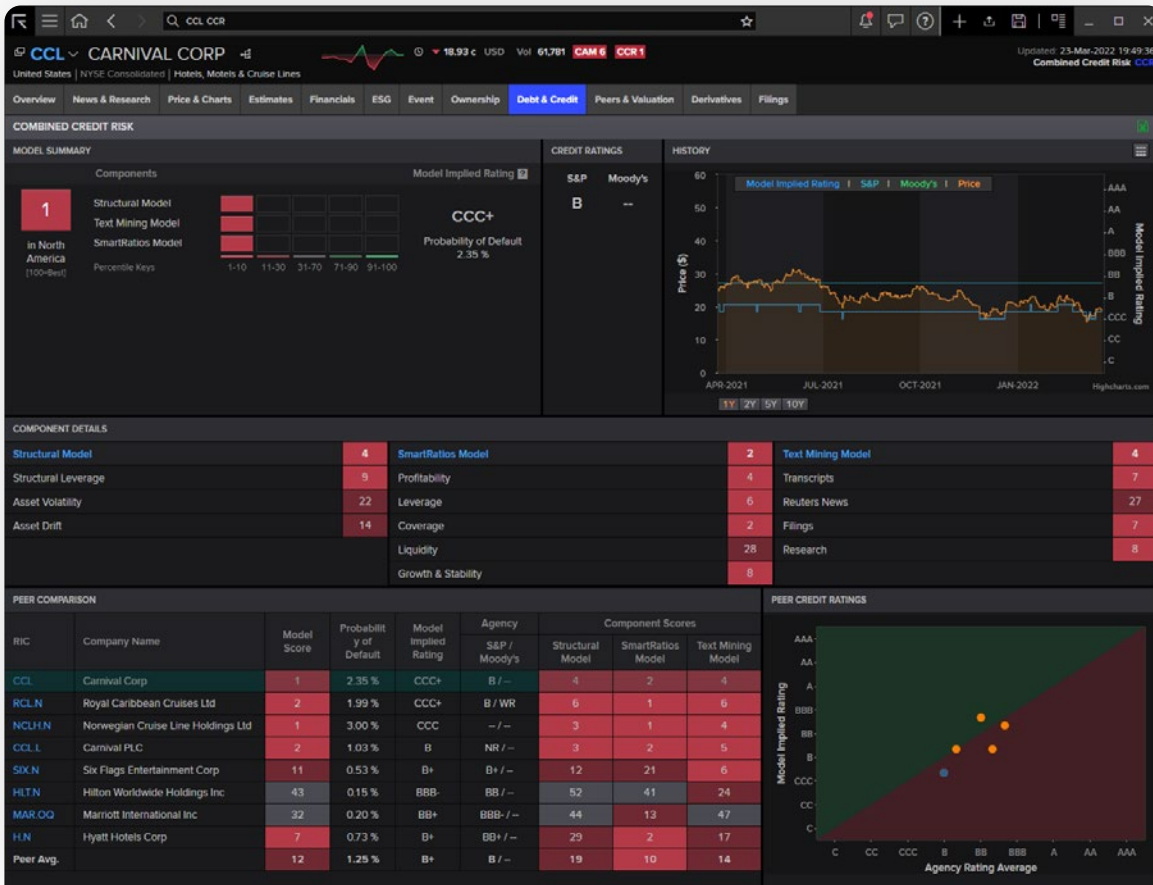 CCL CCR
CCL CARNIVAL CORP 18.93 c USD Vol 61,781 CAM 6 CCR 1 Updated: 23-Mar-2022 19:49:36
United States | NYSE Consolidated | Hotels, Motels & Cruise Lines Combined Credit Risk CCR
Overview News & Research Price & Charts Estimates Financials ESG Event Ownership Debt & Credit Peers & Valuation Derivatives Filings
COMBINED CREDIT RISK
MODEL SUMMARY
Components Model Implied Rating ?
1
in North
America
[100=Best]
Structural Model
Text Mining Model
SmartRatios Model
Percentile Keys 1-10 11-30 31-70 71-90 91-100
CCC+
Probability of Default
2.35 %
CREDIT RATINGS
S&P Moody's
B --
HISTORY
Model Implied Rating | S&P | Moody's | Price
60
50
40
30
20
10
0
Price ($)
AAA
AA
A
BBB
BB
B
CCC
CC
C
Model Implied Rating
APR-2021 JUL-2021 OCT-2021 JAN-2022 Highcharts.com
1Y 2Y 5Y 10Y
COMPONENT DETAILS
Structural Model 4
Structural Leverage 9
Asset Volatility 22
Asset Drift 14
SmartRatios Model 2
Profitability 4
Leverage 6
Coverage 2
Liquidity 28
Growth & Stability 8
Text Mining Model 4
Transcripts 7
Reuters News 27
Filings 7
Research 8
PEER COMPARISON
RIC Company Name Model Score Probability of Default Model Implied Rating Agency S&P / Moody's Component Scores Structural Model SmartRatios Model Text Mining Model
CCL Carnival Corp 1 2.35 % CCC+ B / -- 4 2 4
RCL.N Royal Caribbean Cruises Ltd 2 1.99 % CCC+ B / WR 6 1 6
NCLH.N Norwegian Cruise Line Holdings Ltd 1 3.00 % CCC -- / -- 3 1 4
CCL.L Carnival PLC 2 1.03 % B NR / -- 3 2 5
SIX.N Six Flags Entertainment Corp 11 0.53 % B+ B+ / -- 12 21 6
HLT.N Hilton Worldwide Holdings Inc 43 0.15 % BBB- BB / -- 52 41 24
MAR.OQ Marriott International Inc 32 0.20 % BB+ BBB- / -- 44 13 47
H.N Hyatt Hotels Corp 7 0.73 % B+ BB+ / -- 29 2 17
Peer Avg. 12 1.25 % B+ B / -- 19 10 14
PEER CREDIT RATINGS
Model Implied Rating
AAA
AA
A
BBB
BB
B
CCC
CC
C
C CC CCC B BB BBB A AA AAA
Agency Rating Average